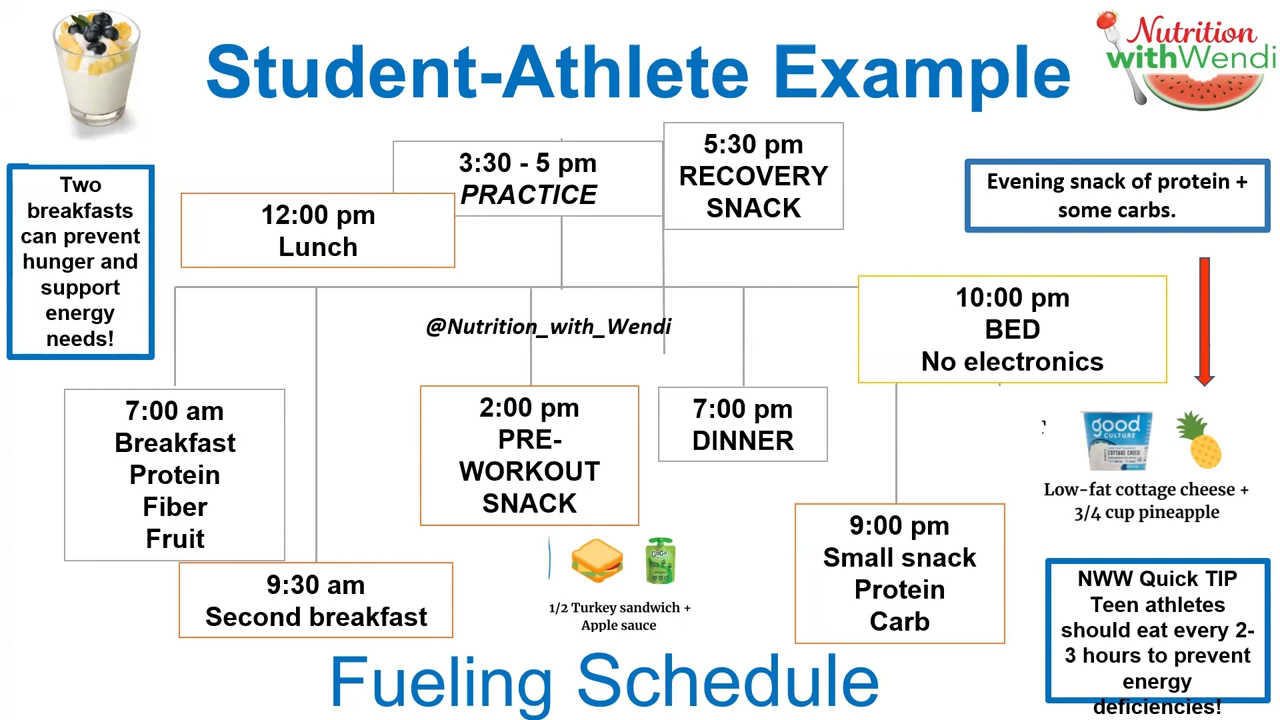 Student-Athlete Example
Nutrition
withWendi
Two
breakfasts
can prevent
hunger and
support
energy
needs!
3:30 - 5 pm
PRACTICE
5:30 pm
RECOVERY
SNACK
12:00 pm
Lunch
Evening snack of protein +
some carbs.
@Nutrition_with_Wendi
10:00 pm
BED
No electronics
7:00 am
Breakfast
Protein
Fiber
Fruit
9:30 am
Second breakfast
2:00 pm
PRE-
WORKOUT
SNACK
1/2 Turkey sandwich +
Apple sauce
7:00 pm
DINNER
9:00 pm
Small snack
Protein
Carb
good
CULTURE
COTTAGE CHEESE
Low-fat cottage cheese +
3/4 cup pineapple
NWW Quick TIP
Teen athletes
should eat every 2-
3 hours to prevent
energy
deficiencies!
Fueling Schedule